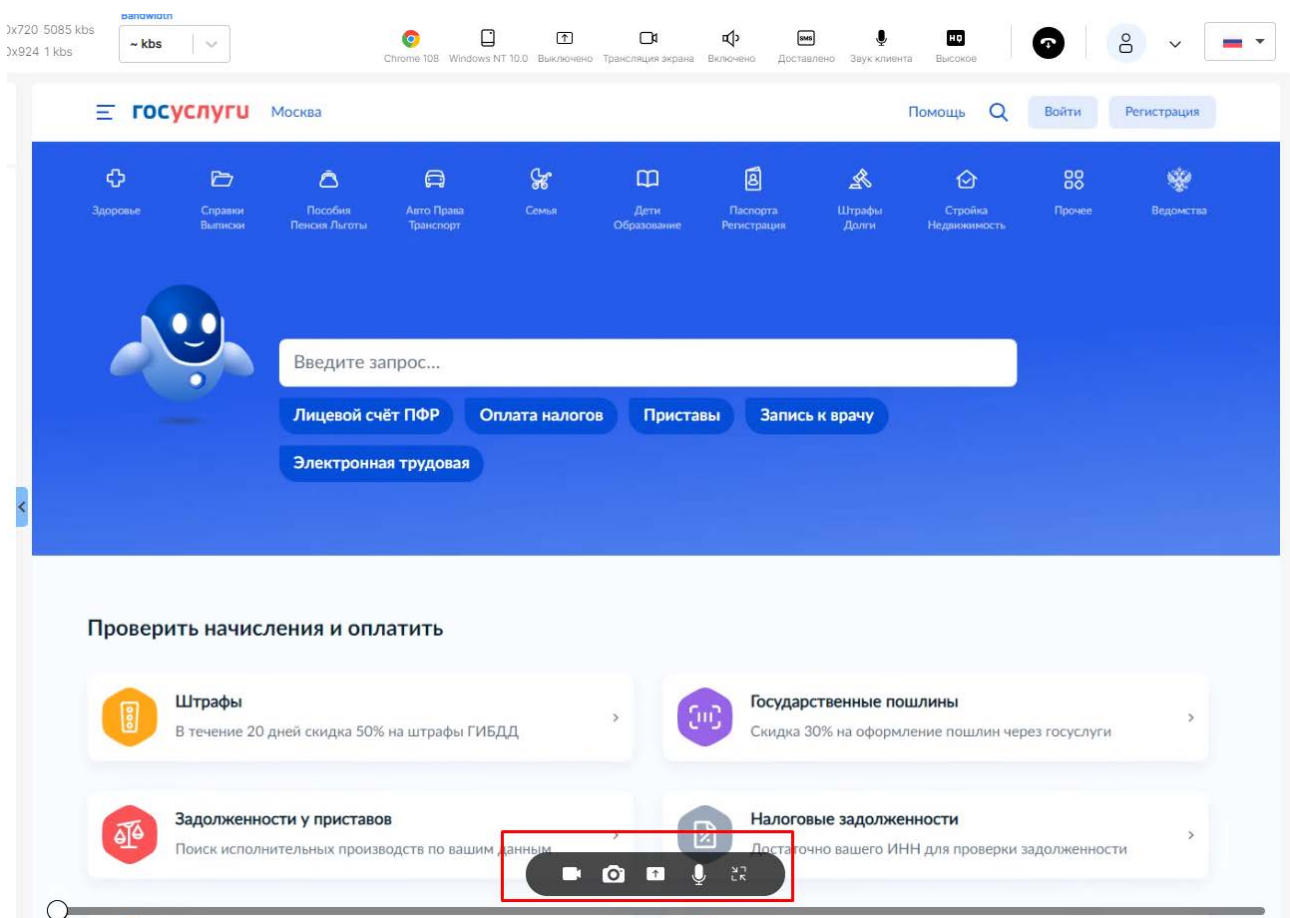 Bandwidth
0x720 5085 kbs
0x924 1 kbs
~ kbs
Chrome 108
Windows NT 10.0
Выключено
Трансляция экрана
Включено
SMS
Доставлено
Звук клиента
HQ
Высокое
госуслуги
Москва
Помощь
Войти
Регистрация
Здоровье
Справки
Выписки
Пособия
Пенсия Льготы
Авто Права
Транспорт
Семья
Дети
Образование
Паспорта
Регистрация
Штрафы
Долги
Стройка
Недвижимость
Прочее
Ведомства
Введите запрос...
Лицевой счёт ПФР
Оплата налогов
Приставы
Запись к врачу
Электронная трудовая
Проверить начисления и оплатить
Штрафы
В течение 20 дней скидка 50% на штрафы ГИБДД
Государственные пошлины
Скидка 30% на оформление пошлин через госуслуги
Задолженности у приставов
Поиск исполнительных производств по вашим данным
Налоговые задолженности
Достаточно вашего ИНН для проверки задолженности